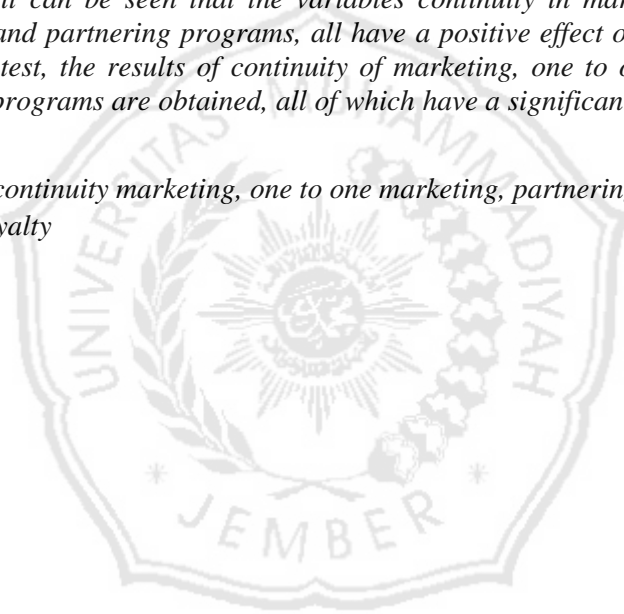 it can be seen that the variables continuity in mar
and partnering programs, all have a positive effect o
test, the results of continuity of marketing, one to o
programs are obtained, all of which have a significan
continuity marketing, one to one marketing, partnerin
yalty
UNIVERSITAS MUHAMMADIYAH
JEMBER